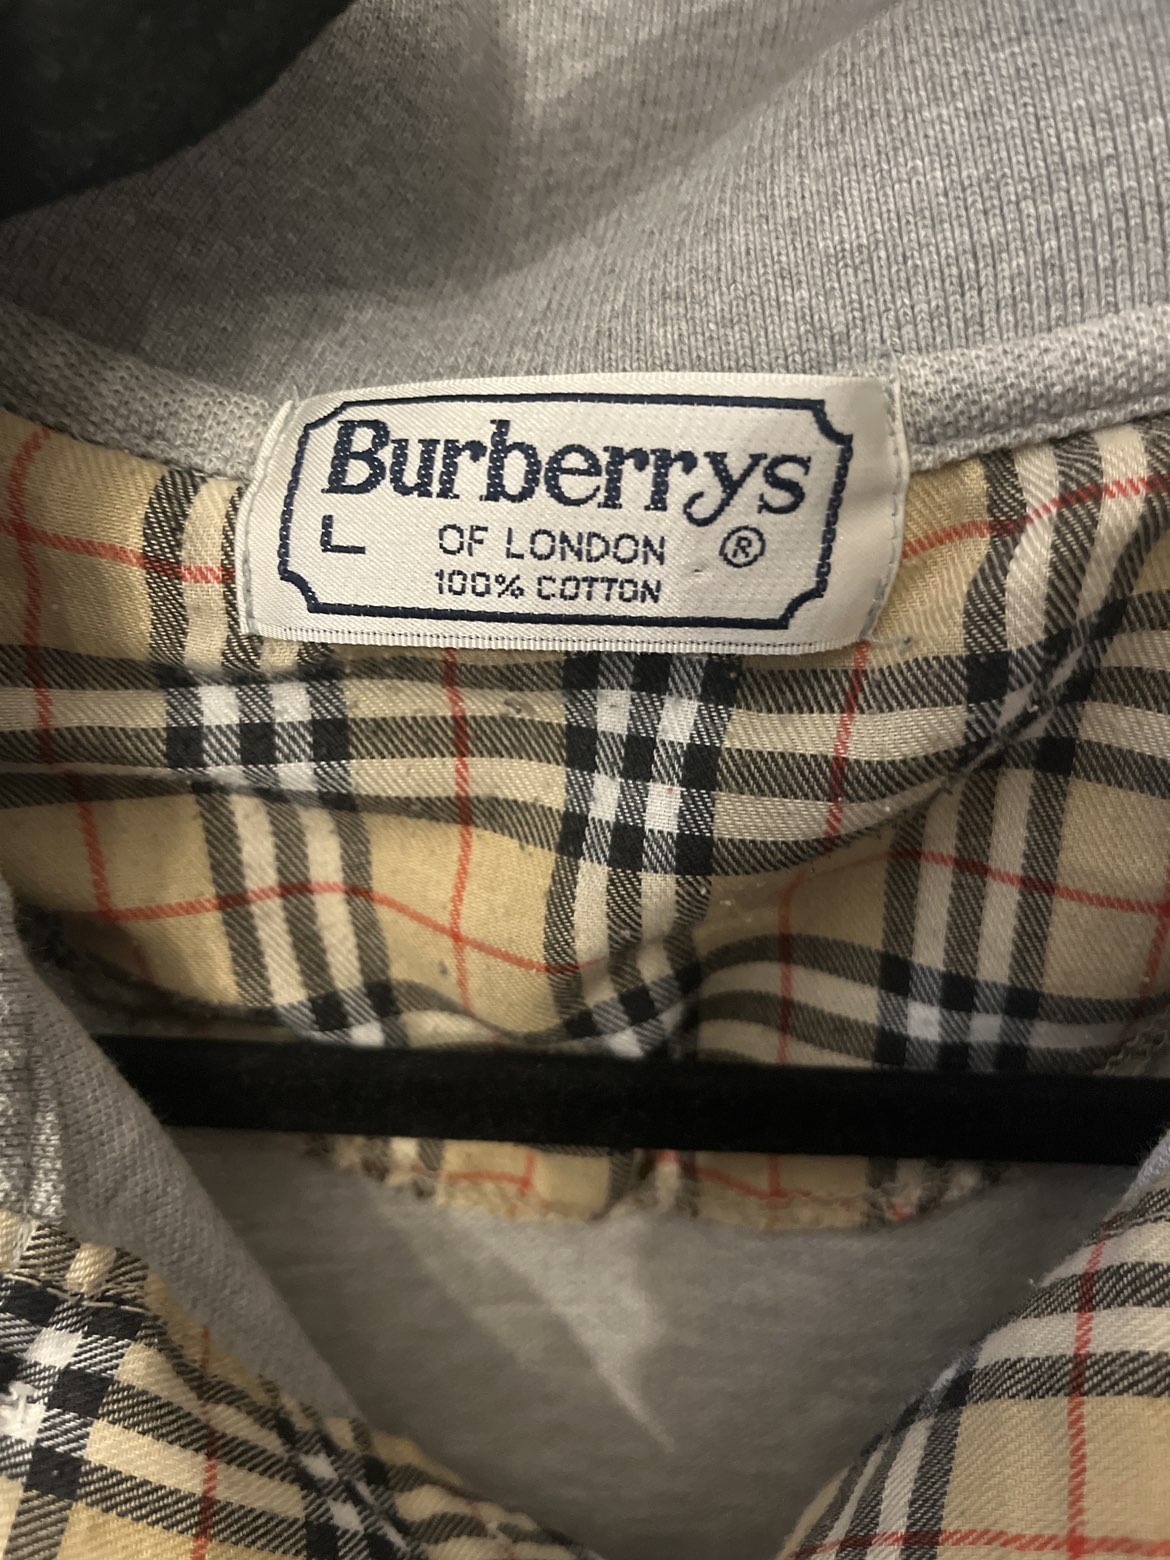 Burberrys
L OF LONDON ®
100% COTTON